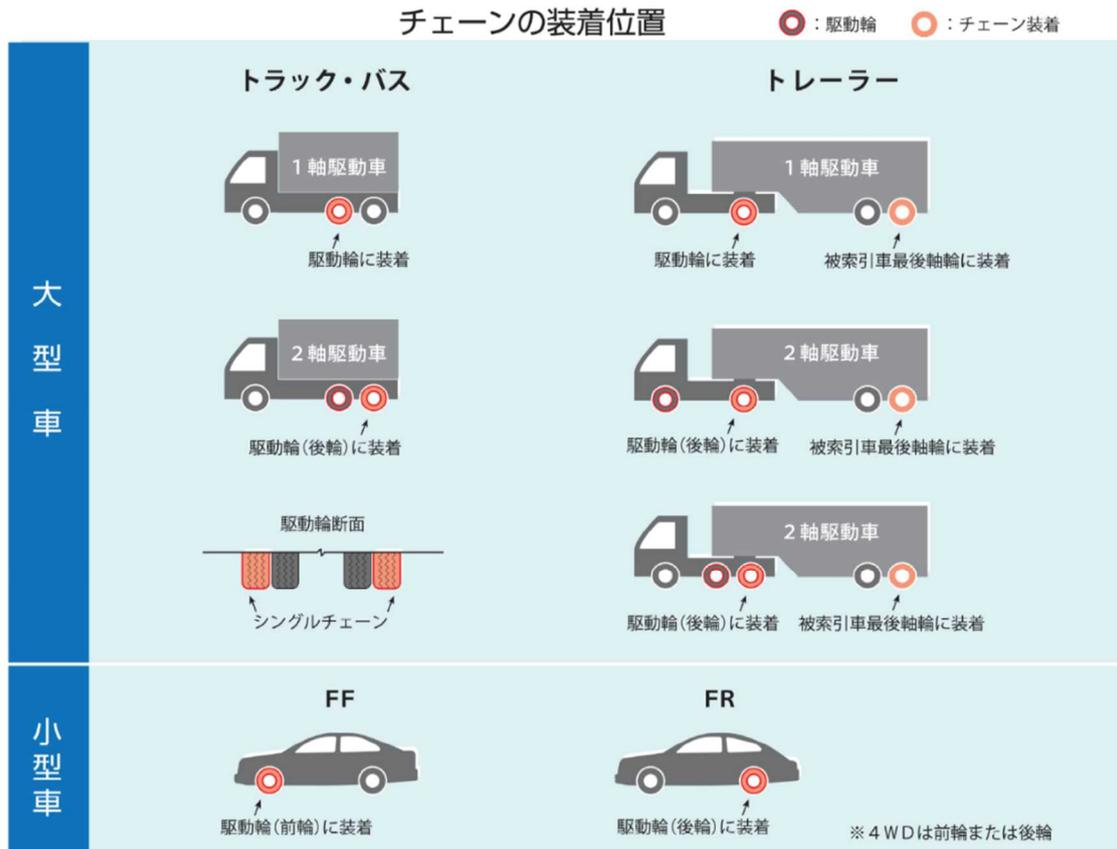 チェーンの装着位置
：駆動輪
：チェーン装着
大型車
トラック・バス
トレーラー
1軸駆動車
駆動輪に装着
1軸駆動車
駆動輪に装着
被索引車最後軸輪に装着
2軸駆動車
駆動輪(後輪)に装着
2軸駆動車
駆動輪(後輪)に装着
被索引車最後軸輪に装着
駆動輪断面
シングルチェーン
2軸駆動車
駆動輪(後輪)に装着
被索引車最後軸輪に装着
小型車
FF
駆動輪(前輪)に装着
FR
駆動輪(後輪)に装着
※4WDは前輪または後輪